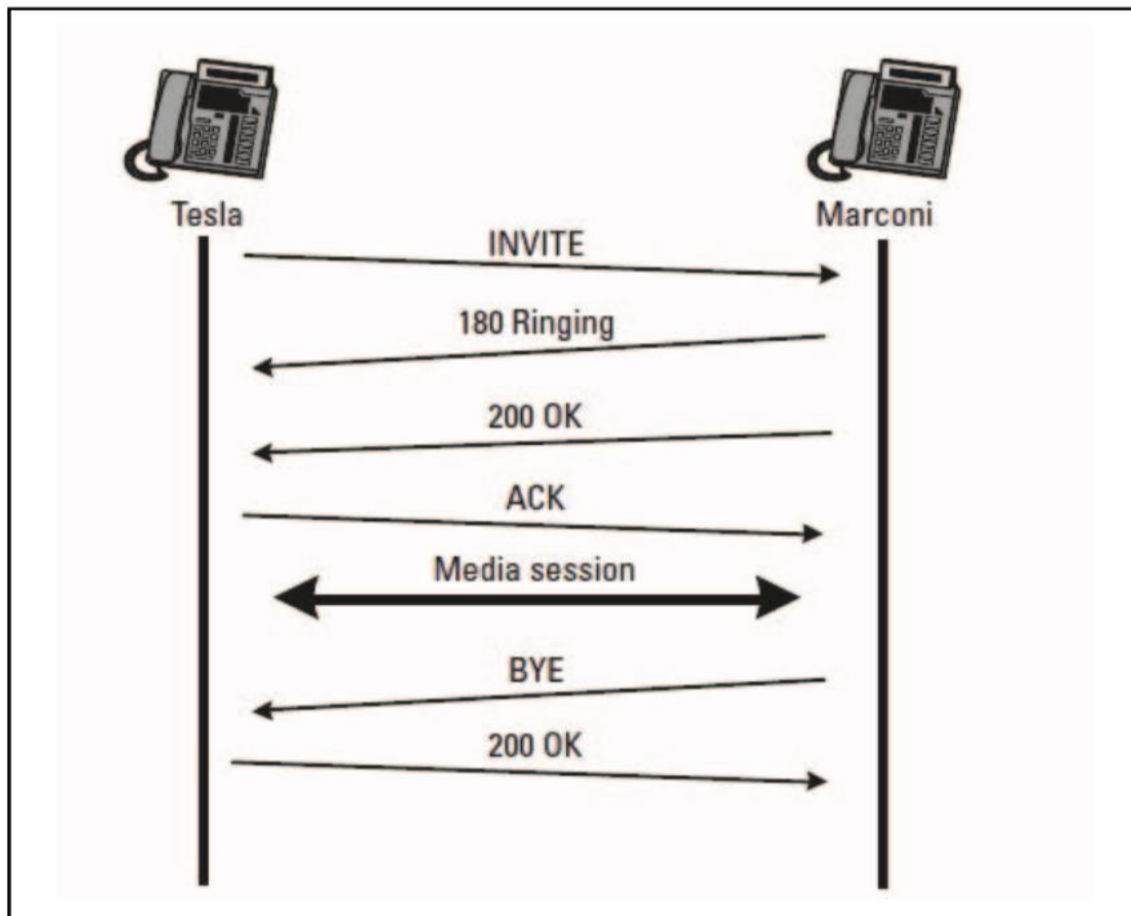 Tesla
Marconi
INVITE
180 Ringing
200 OK
ACK
Media session
BYE
200 OK